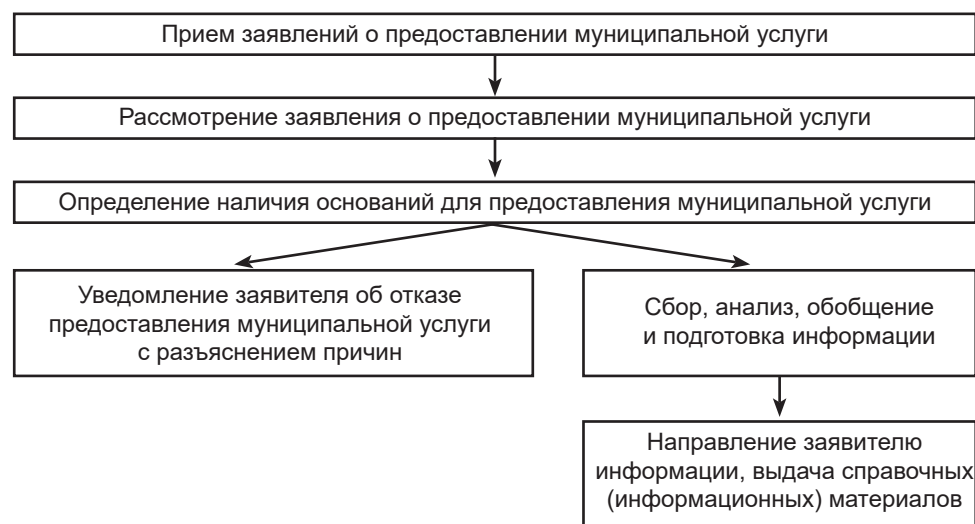 Прием заявлений о предоставлении муниципальной услуги
Рассмотрение заявления о предоставлении муниципальной услуги
Определение наличия оснований для предоставления муниципальной услуги
Уведомление заявителя об отказе
предоставления муниципальной услуги
с разъяснением причин
Сбор, анализ, обобщение
и подготовка информации
Направление заявителю
информации, выдача справочных
(информационных) материалов